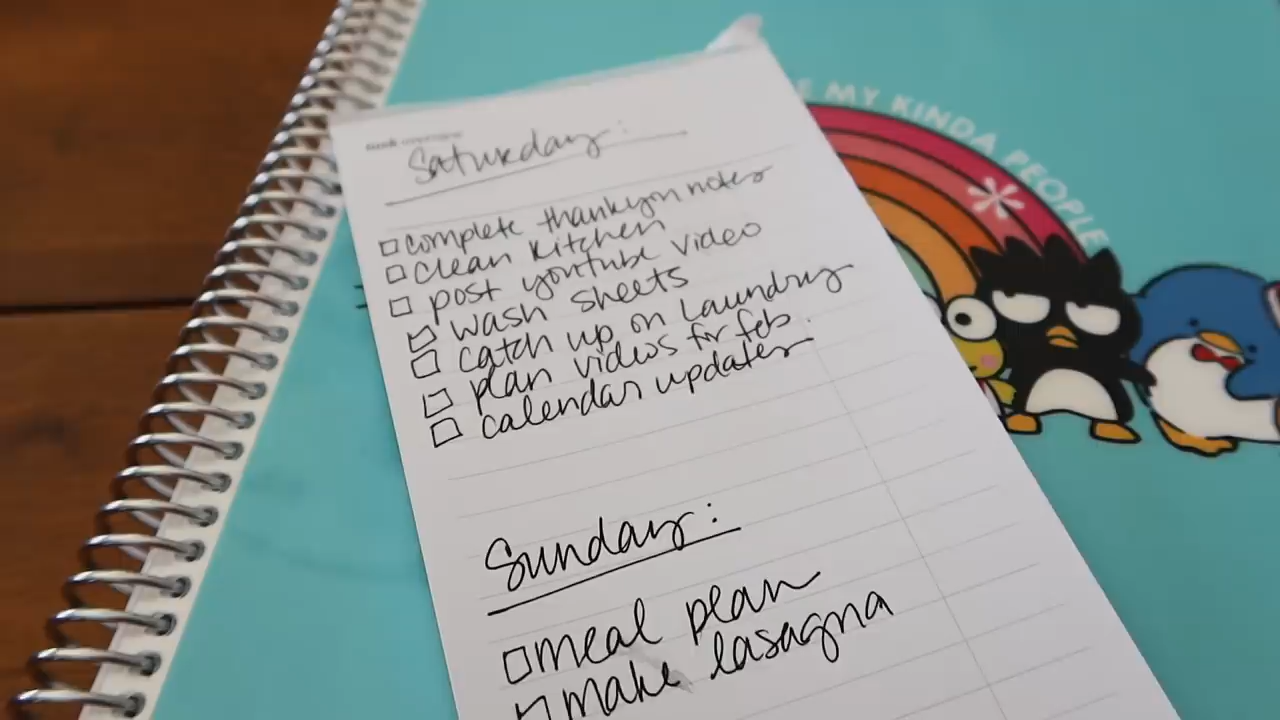 E MY KINDA PEOPLE
Saturday:
complete thankyou notes
clean kitchen
post youtube video
wash sheets
catch up on laundry
plan videos for feb.
calendar updates
Sunday:
meal plan
make lasagna